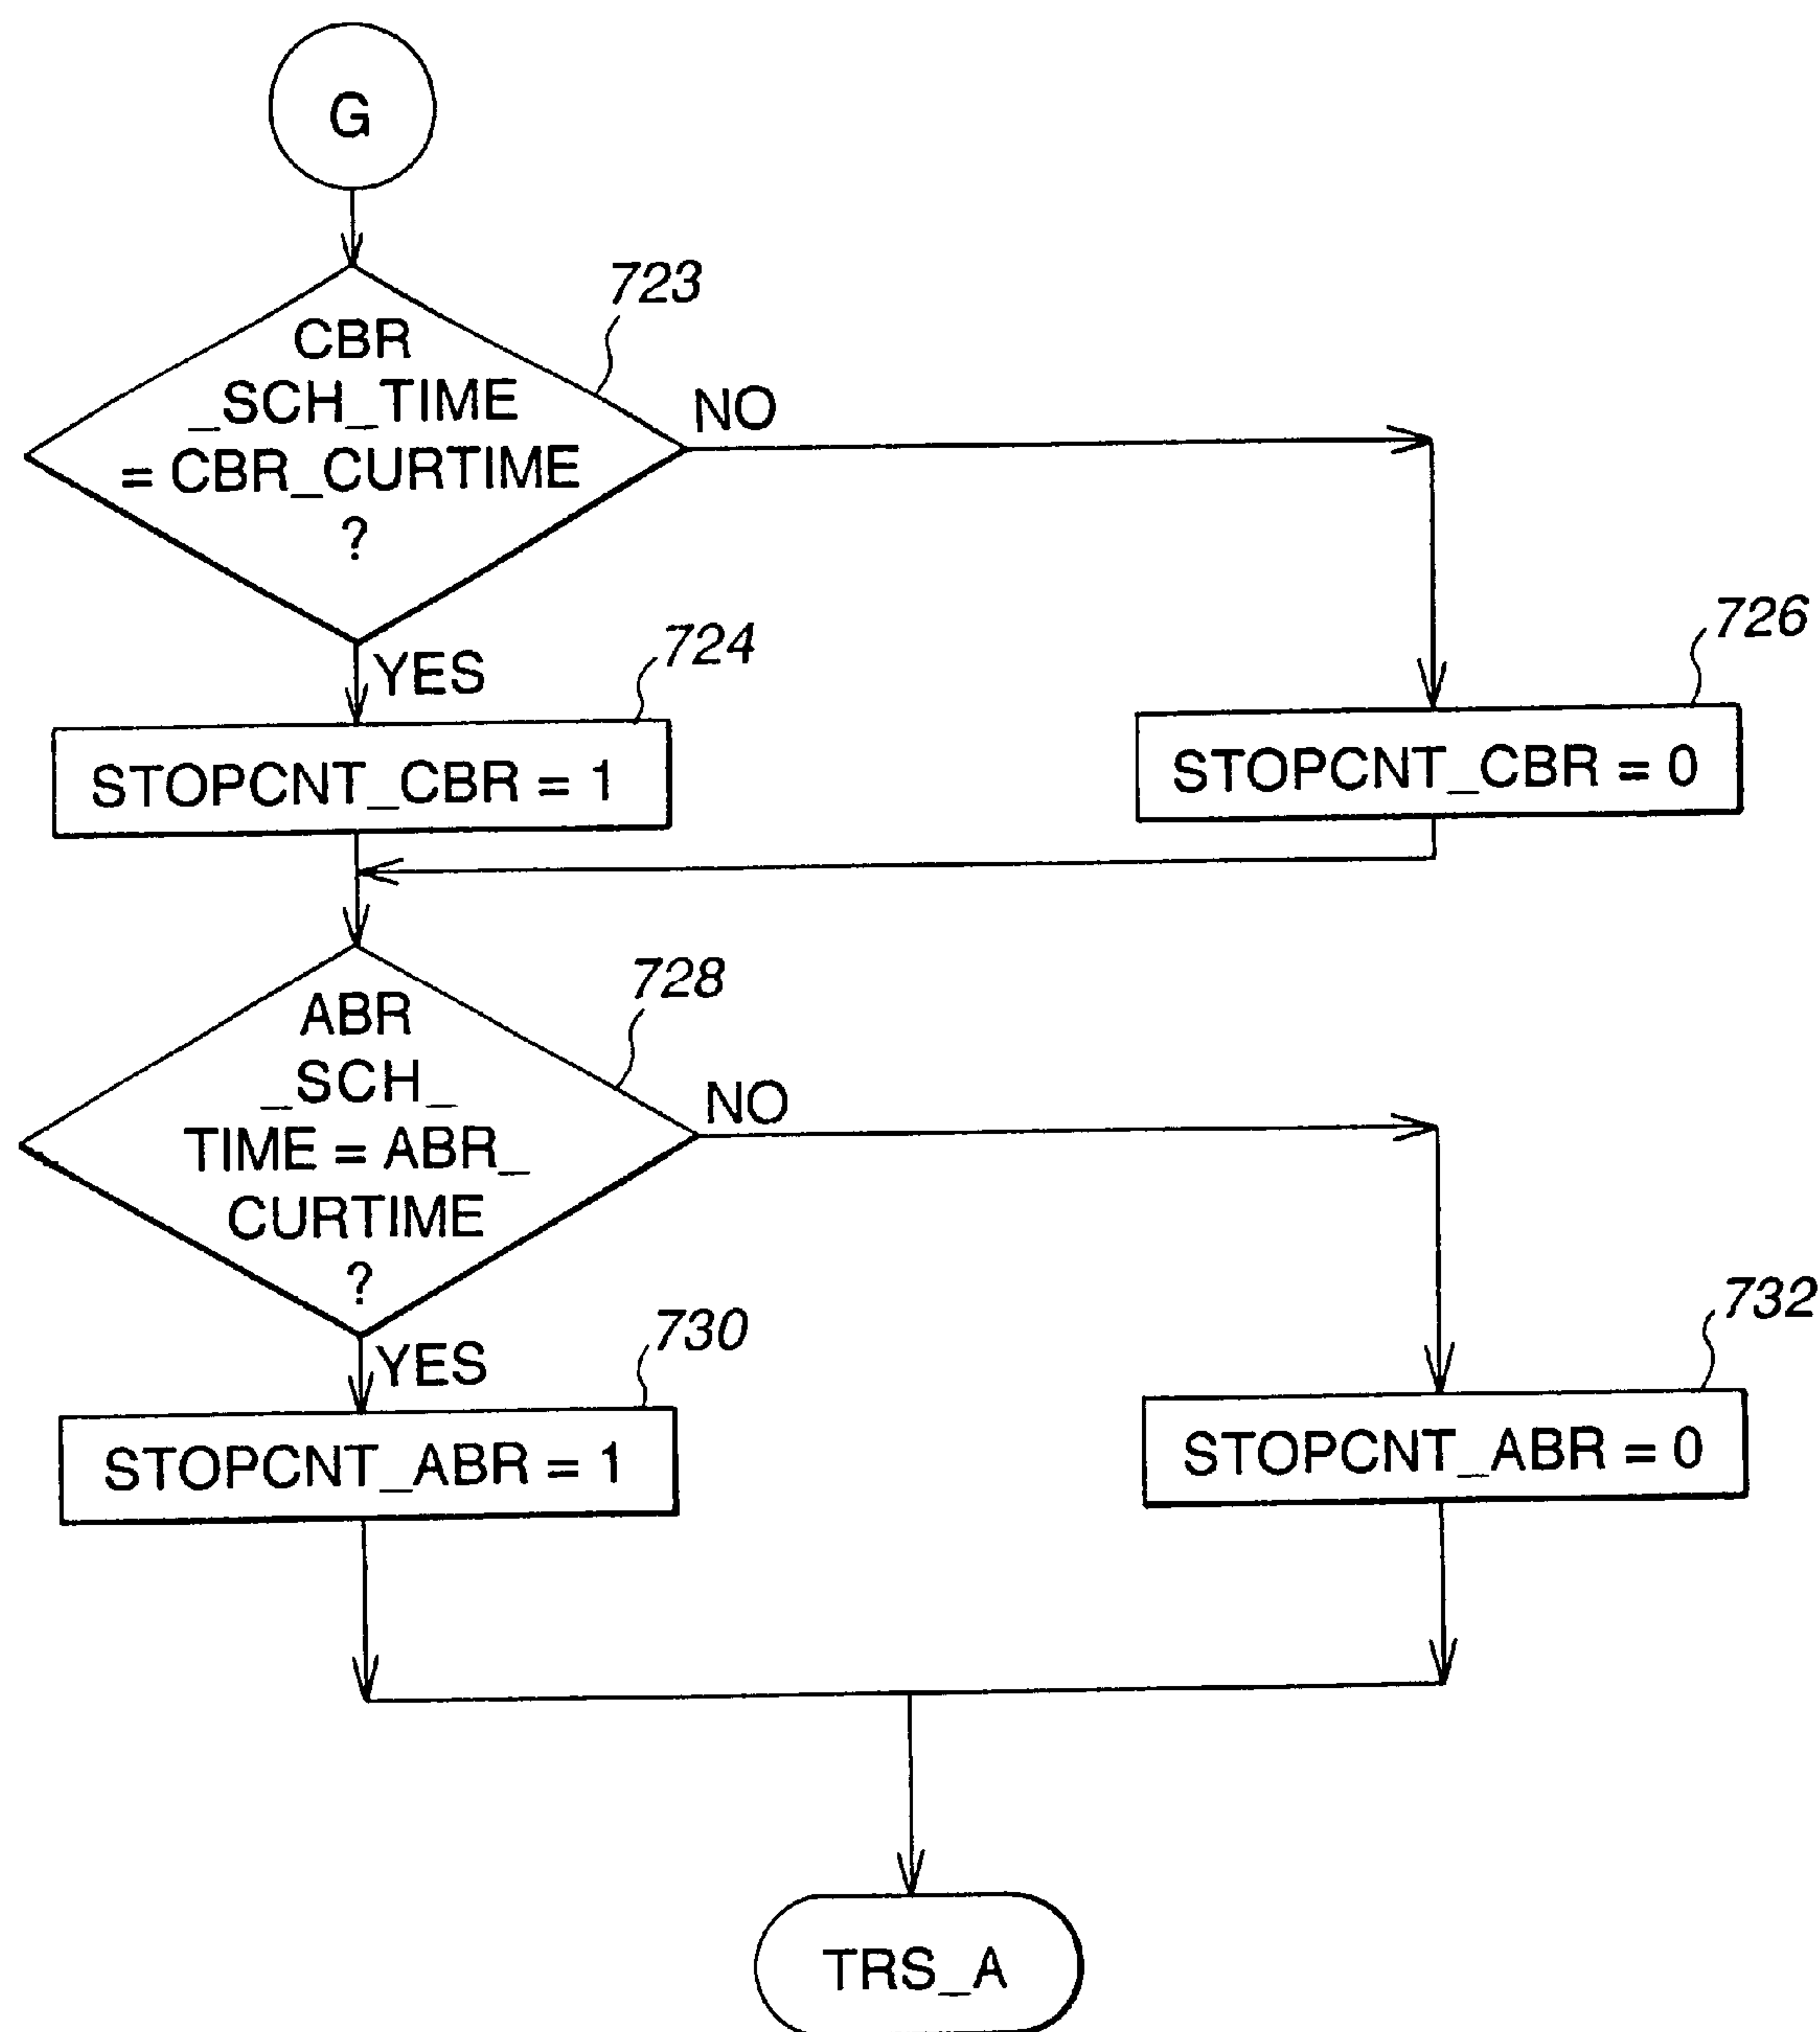 G
723
CBR
_SCH_TIME
= CBR_CURTIME
?
NO
YES
724
726
STOPCNT_CBR = 1
STOPCNT_CBR = 0
728
ABR
_SCH_
TIME = ABR_
CURTIME
?
NO
YES
730
732
STOPCNT_ABR = 1
STOPCNT_ABR = 0
TRS_A